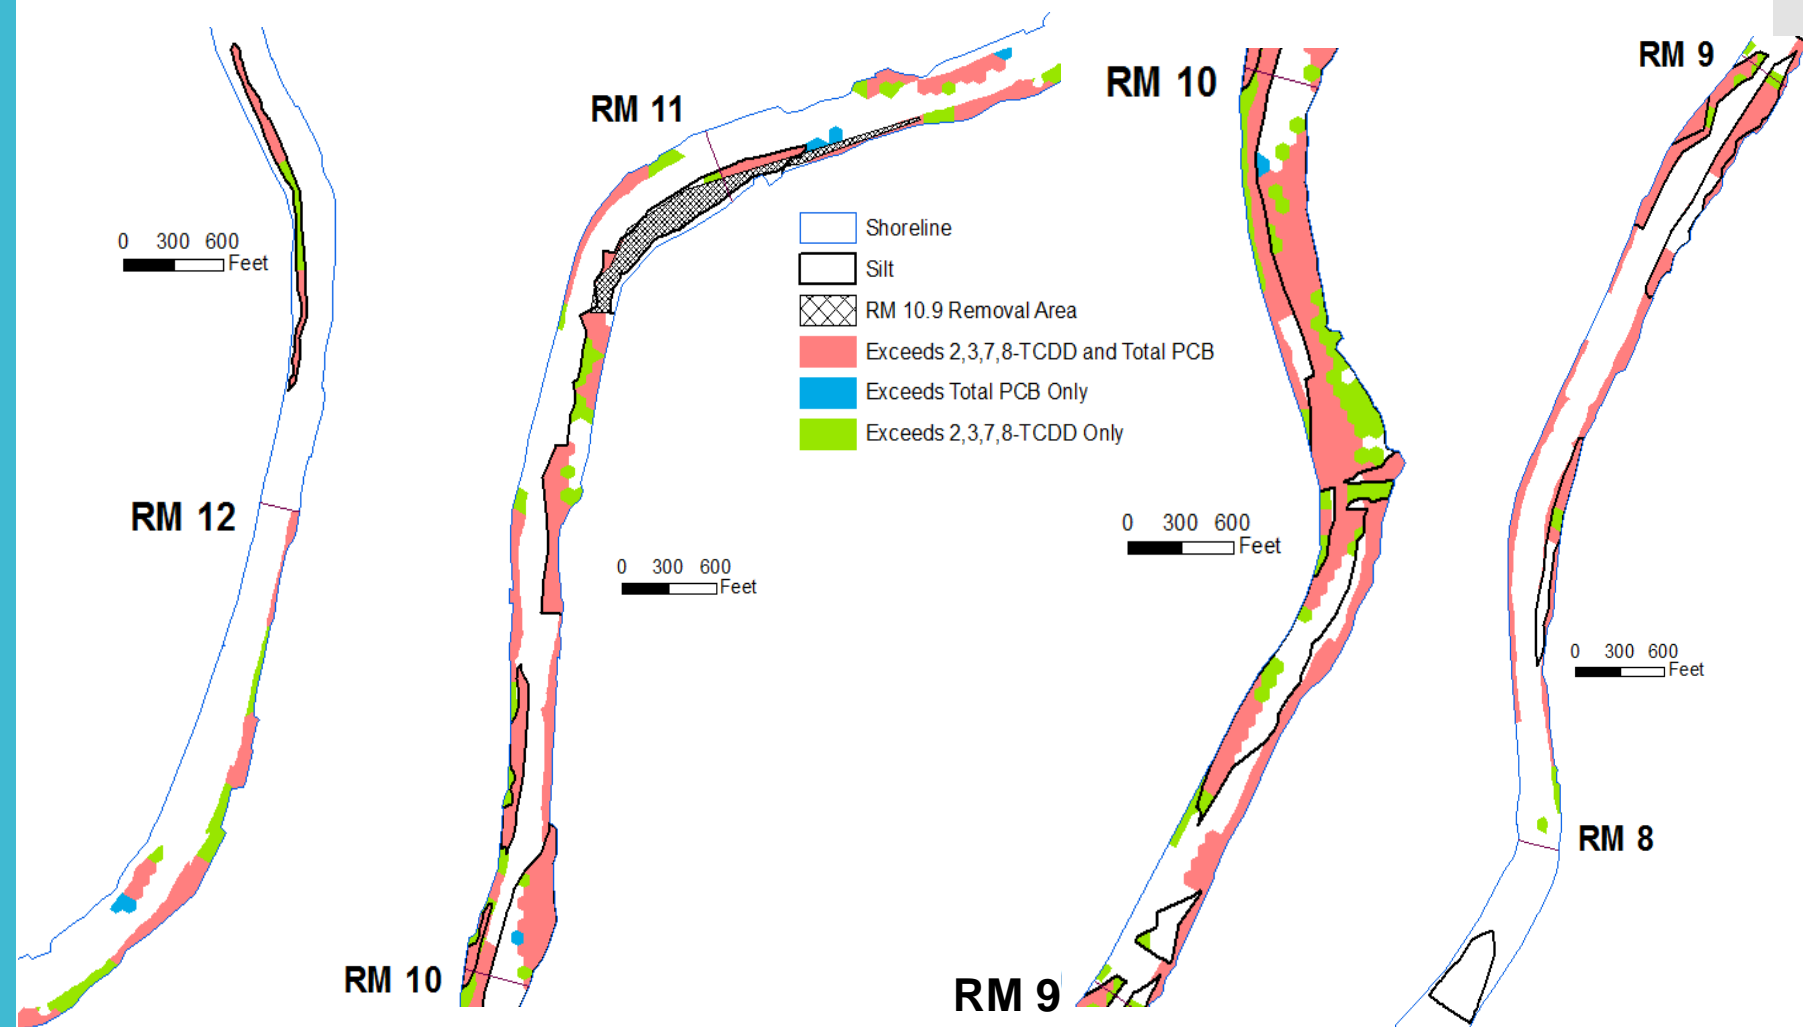 RM 9
RM 10
RM 11
Shoreline
0 300 600
Feet
Silt
RM 10.9 Removal Area
Exceeds 2,3,7,8-TCDD and Total PCB
Exceeds Total PCB Only
Exceeds 2,3,7,8-TCDD Only
RM 12
0 300 600
Feet
0 300 600
Feet
0 300 600
Feet
RM 8
RM 10
RM 9